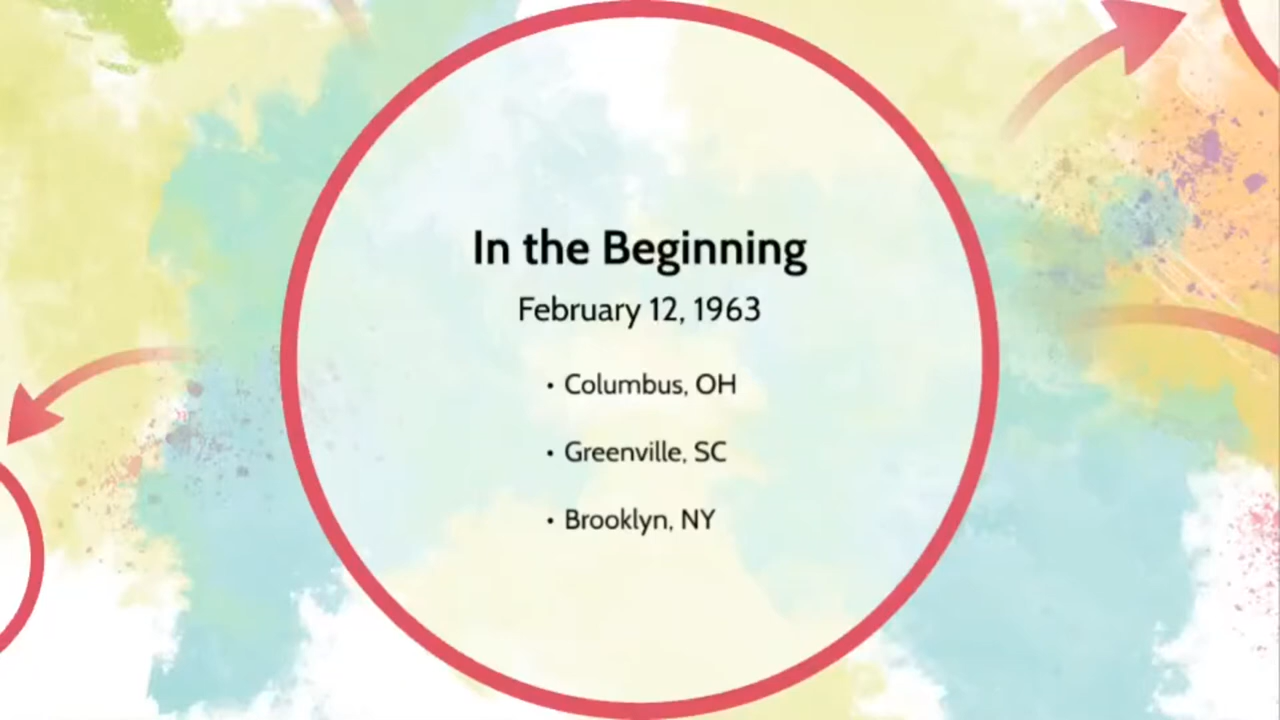 In the Beginning
February 12, 1963
• Columbus, OH
• Greenville, SC
• Brooklyn, NY